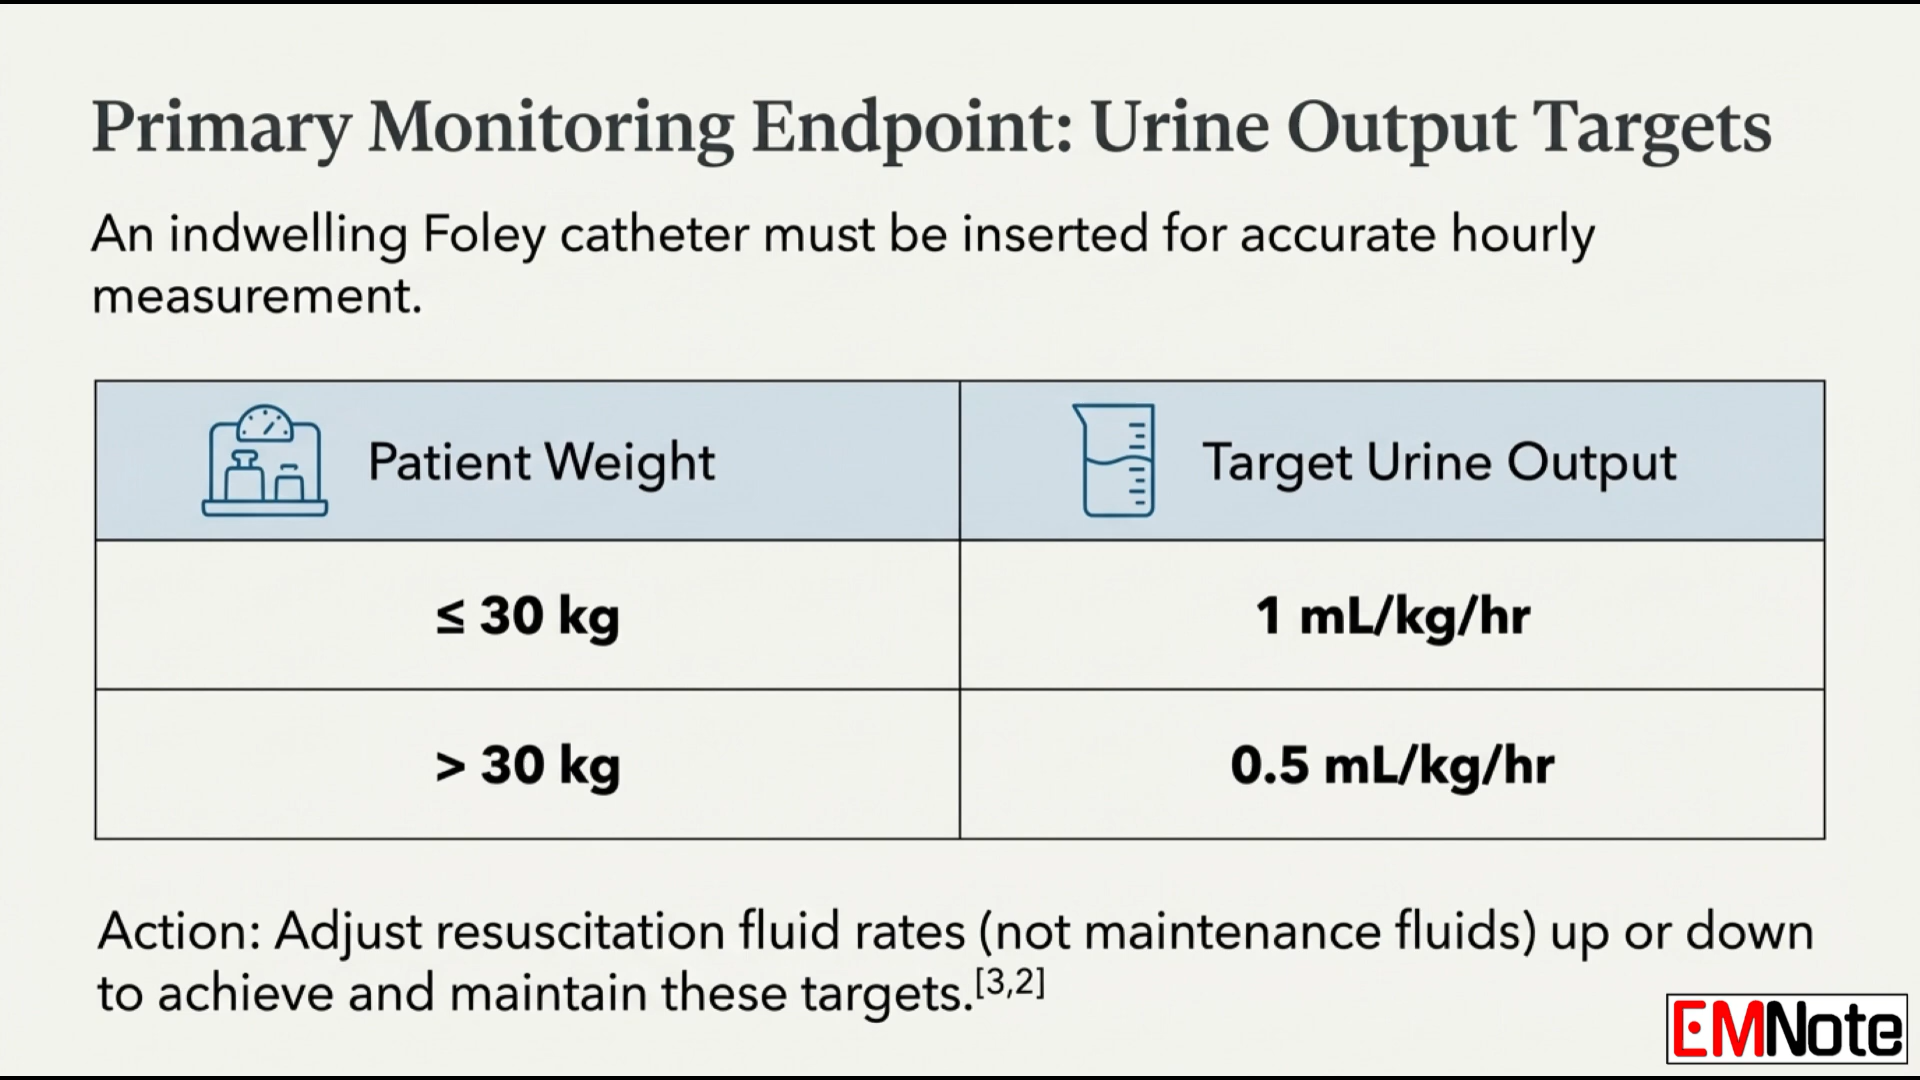 Primary Monitoring Endpoint: Urine Output Targets
An indwelling Foley catheter must be inserted for accurate hourly
measurement.
Patient Weight
Target Urine Output
≤ 30 kg
1 mL/kg/hr
> 30 kg
0.5 mL/kg/hr
Action: Adjust resuscitation fluid rates (not maintenance fluids) up or down
to achieve and maintain these targets.[3,2]
EMNote